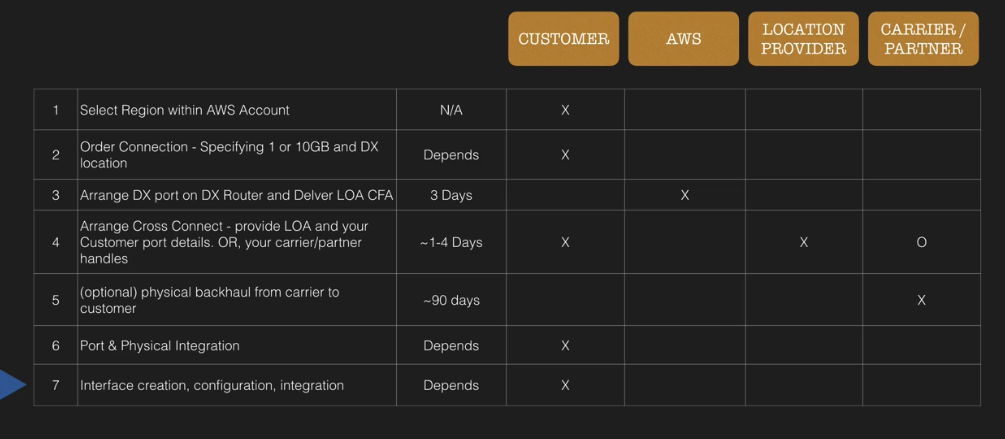 CUSTOMER
AWS
LOCATION
PROVIDER
CARRIER /
PARTNER
1 Select Region within AWS Account N/A X
2 Order Connection - Specifying 1 or 10GB and DX
location Depends X
3 Arrange DX port on DX Router and Delver LOA CFA 3 Days X
4 Arrange Cross Connect - provide LOA and your
Customer port details. OR, your carrier/partner
handles ~1-4 Days X X O
5 (optional) physical backhaul from carrier to
customer ~90 days X
6 Port & Physical Integration Depends X
7 Interface creation, configuration, integration Depends X